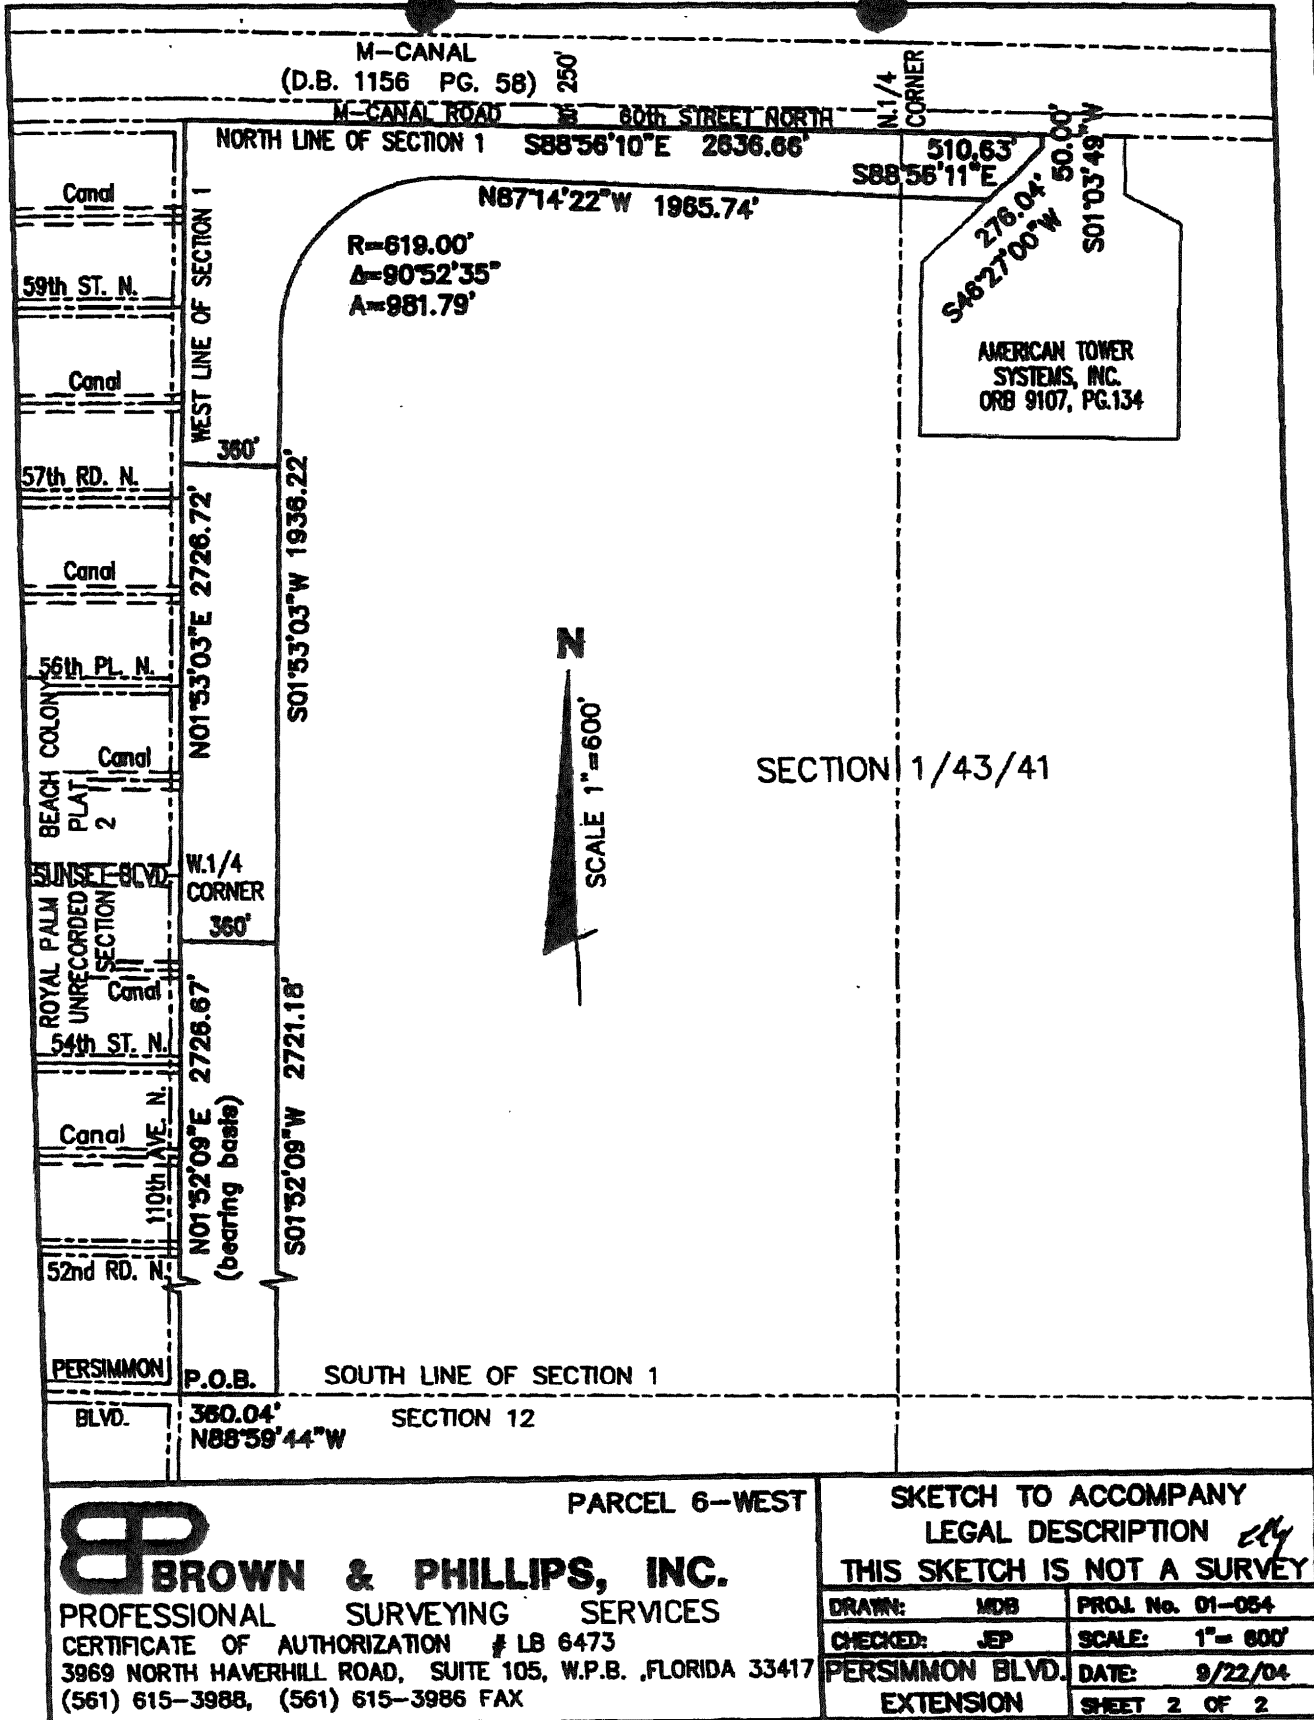 M-CANAL
(D.B. 1156 PG. 58)
250'
M-CANAL ROAD
60th STREET NORTH
N.1/4
CORNER
NORTH LINE OF SECTION 1 S88°56'10"E 2636.66'
510.63'
S88°56'11"E
50.00'
S01°03'49"W
276.04'
S46°27'00"W
N87°14'22"W 1965.74'
R=619.00'
Δ=90°52'35"
A=981.79'
AMERICAN TOWER
SYSTEMS, INC.
ORB 9107, PG.134
Canal
59th ST. N.
Canal
57th RD. N.
Canal
56th PL. N.
Canal
SUNSET BLVD
Canal
54th ST. N.
Canal
110th AVE. N.
52nd RD. N.
PERSIMMON
BLVD.
ROYAL PALM BEACH COLONY
UNRECORDED PLAT
SECTION 2
WEST LINE OF SECTION 1
360'
N01°53'03"E 2726.72'
S01°53'03"W 1936.22'
W.1/4
CORNER
360'
N01°52'09"E 2726.67'
(bearing basis)
S01°52'09"W 2721.18'
N
SCALE 1"=600'
SECTION 1/43/41
P.O.B.
SOUTH LINE OF SECTION 1
360.04'
N88°59'44"W
SECTION 12
PARCEL 6-WEST
BP
BROWN & PHILLIPS, INC.
PROFESSIONAL SURVEYING SERVICES
CERTIFICATE OF AUTHORIZATION # LB 6473
3969 NORTH HAVERHILL ROAD, SUITE 105, W.P.B. ,FLORIDA 33417
(561) 615-3988, (561) 615-3986 FAX
SKETCH TO ACCOMPANY
LEGAL DESCRIPTION
THIS SKETCH IS NOT A SURVEY
DRAWN: MDB
PROJ. No. 01-054
CHECKED: JEP
SCALE: 1"= 600'
PERSIMMON BLVD.
EXTENSION
DATE: 9/22/04
SHEET 2 OF 2